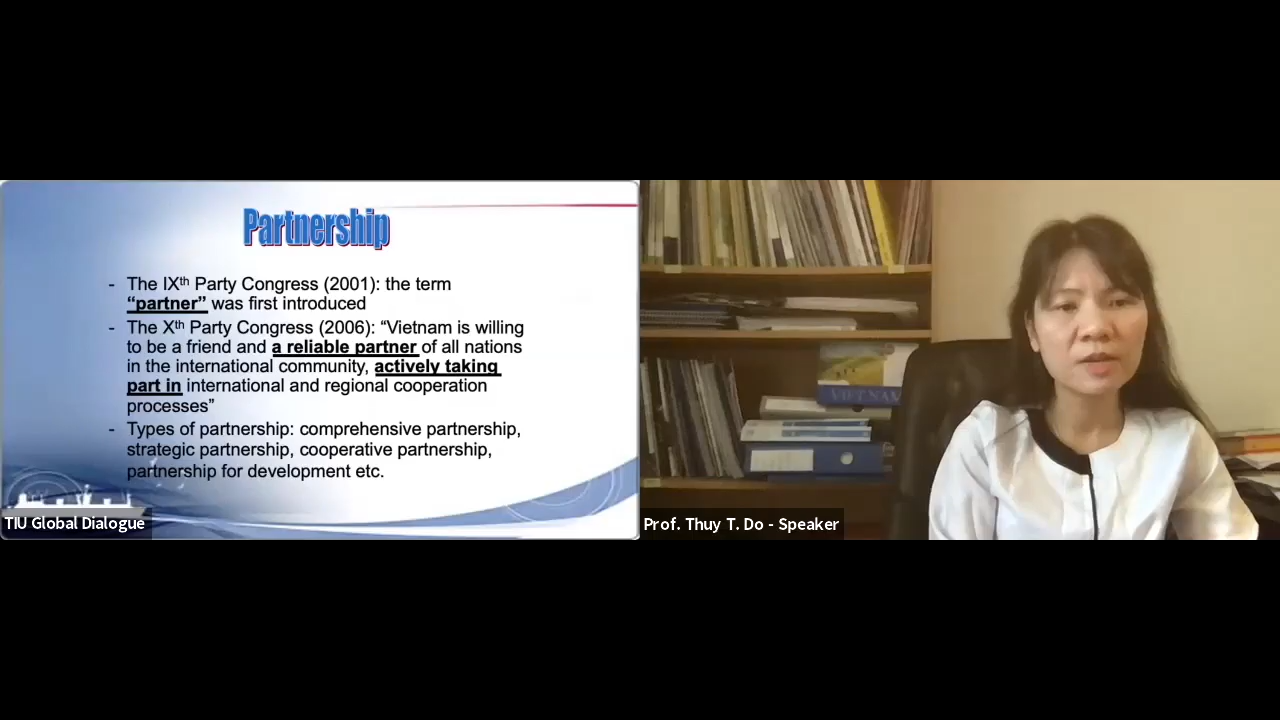 Partnership
- The IXth Party Congress (2001): the term
“partner” was first introduced
- The Xth Party Congress (2006): “Vietnam is willing
to be a friend and a reliable partner of all nations
in the international community, actively taking
part in international and regional cooperation
processes”
- Types of partnership: comprehensive partnership,
strategic partnership, cooperative partnership,
partnership for development etc.
TIU Global Dialogue
VIET NAM
Prof. Thuy T. Do - Speaker